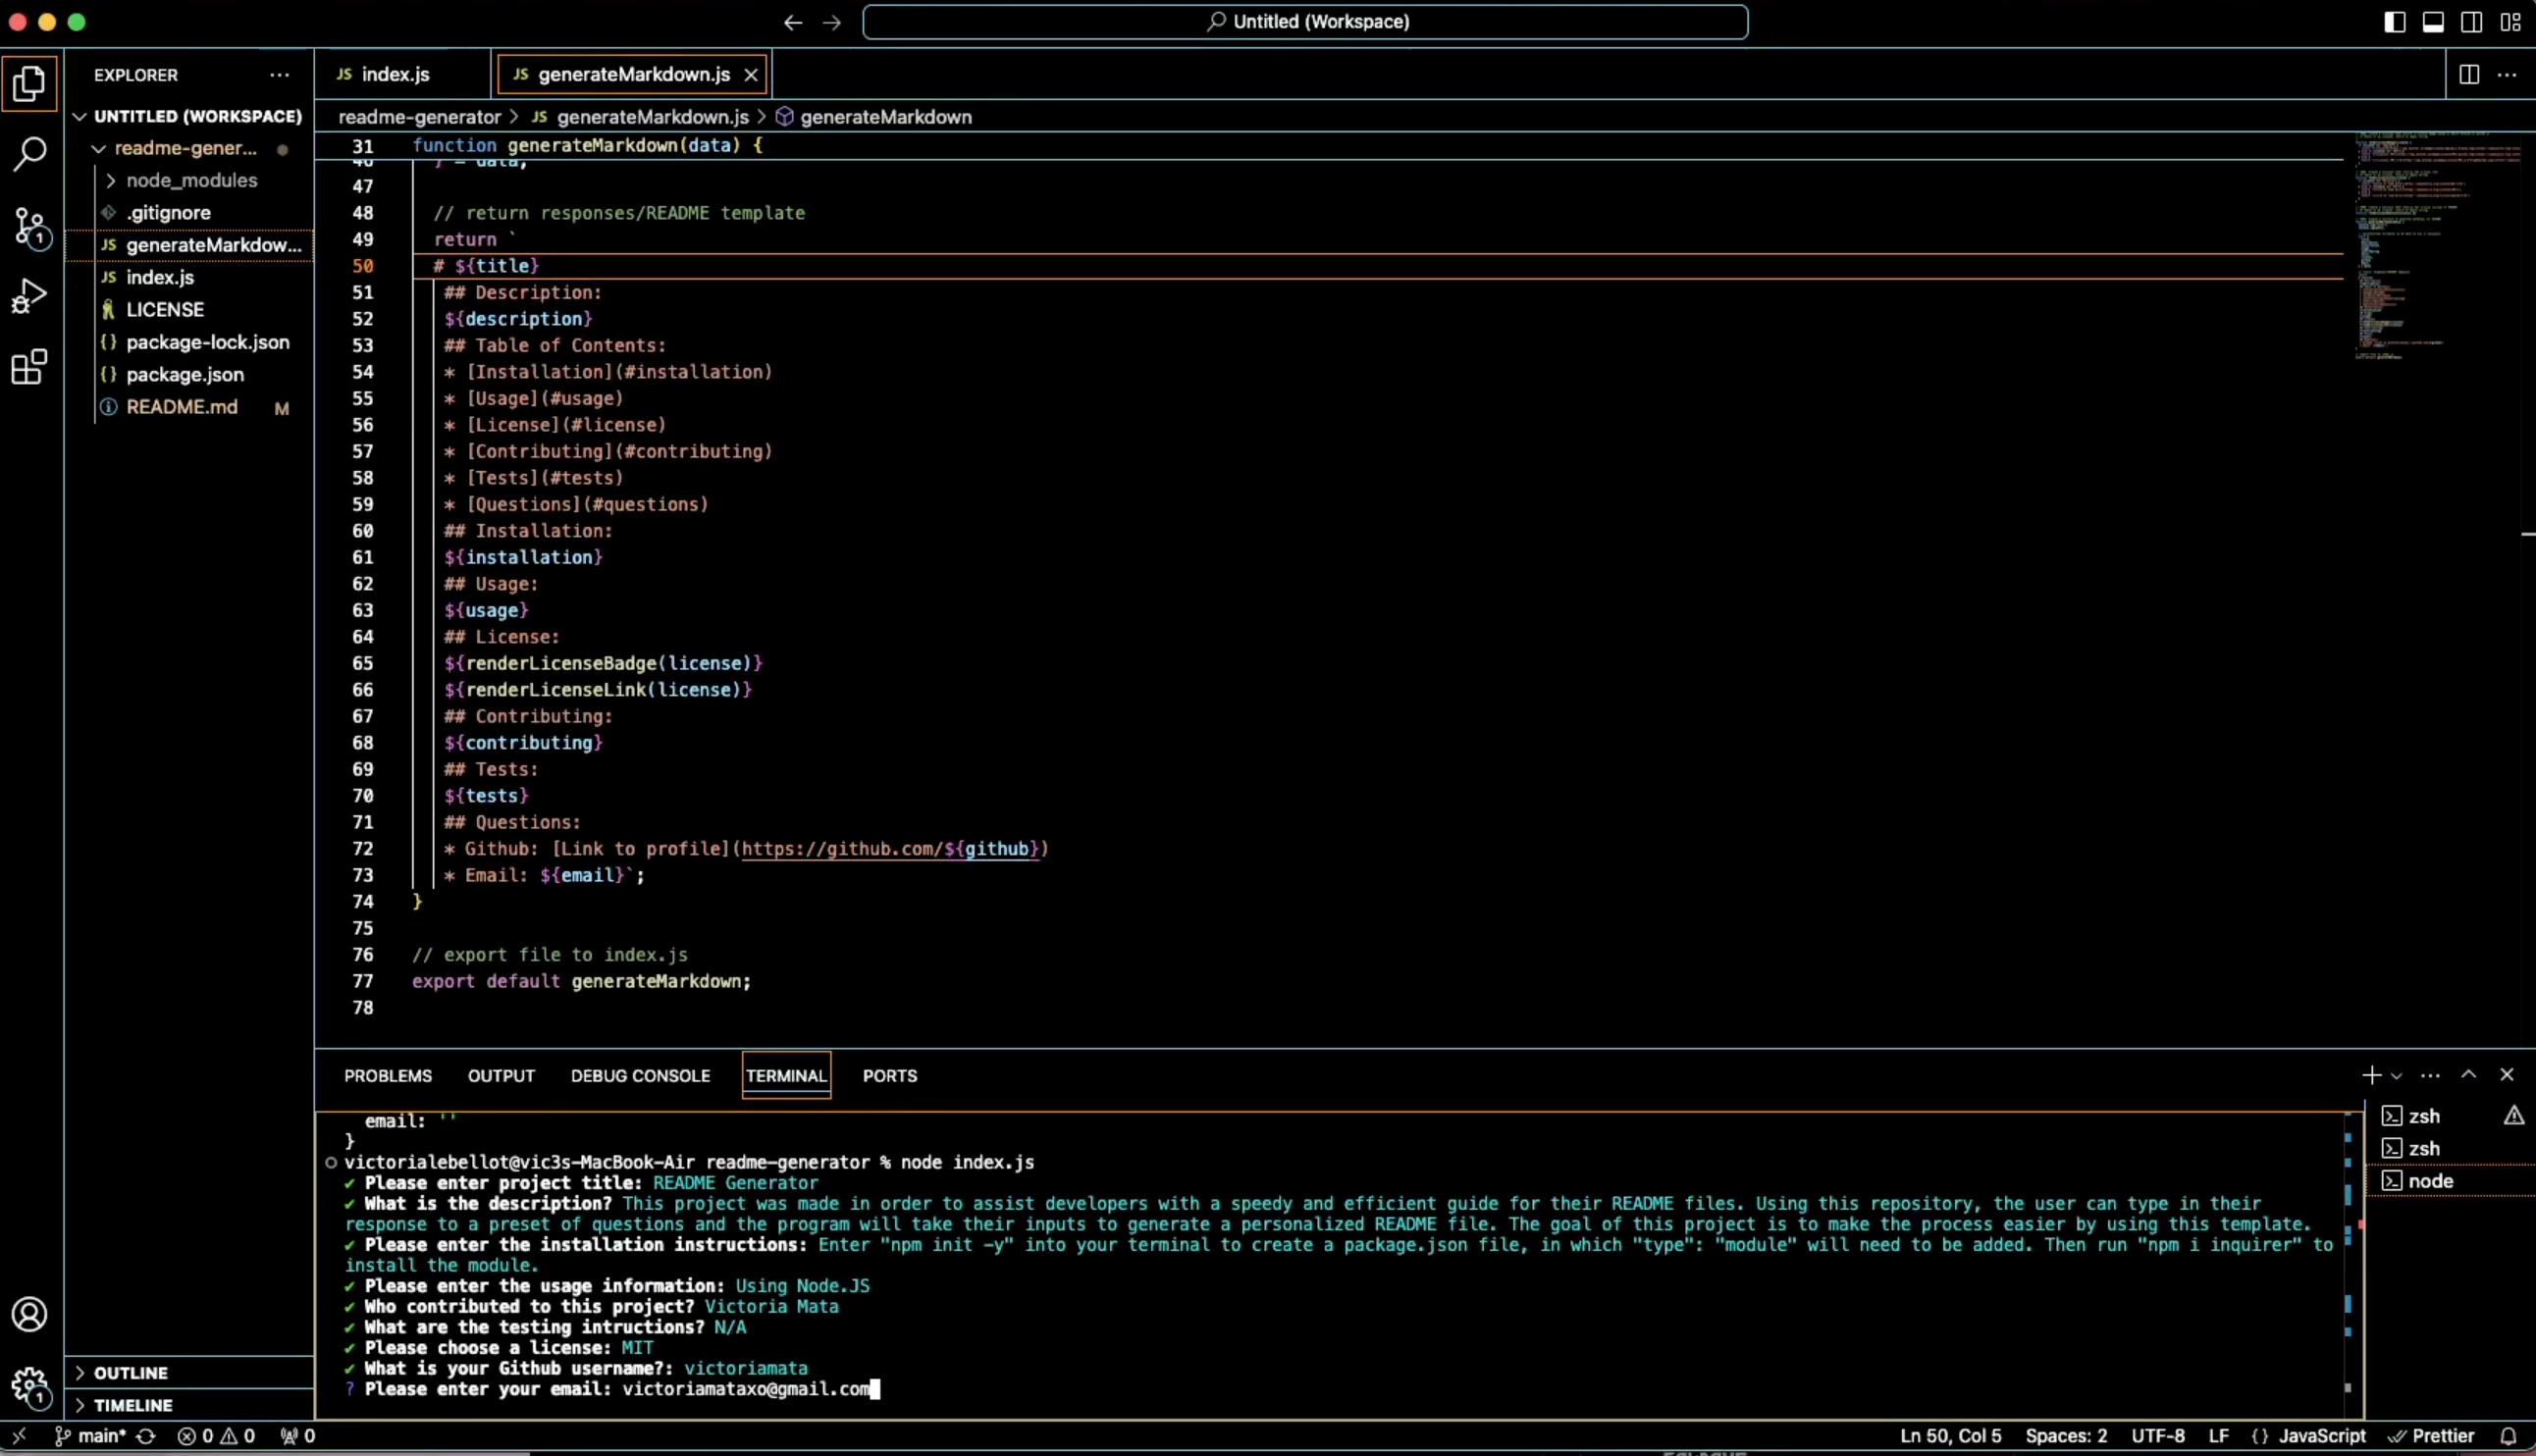 Untitled (Workspace)
EXPLORER
UNTITLED (WORKSPACE)
readme-gener...
node_modules
.gitignore
JS generateMarkdow...
JS index.js
LICENSE
{} package-lock.json
{} package.json
README.md M
OUTLINE
TIMELINE
JS index.js
JS generateMarkdown.js
readme-generator > JS generateMarkdown.js > generateMarkdown
31 function generateMarkdown(data) {
46 } = data;
47
48 // return responses/README template
49 return `
50 # ${title}
51 ## Description:
52 ${description}
53 ## Table of Contents:
54 * [Installation](#installation)
55 * [Usage](#usage)
56 * [License](#license)
57 * [Contributing](#contributing)
58 * [Tests](#tests)
59 * [Questions](#questions)
60 ## Installation:
61 ${installation}
62 ## Usage:
63 ${usage}
64 ## License:
65 ${renderLicenseBadge(license)}
66 ${renderLicenseLink(license)}
67 ## Contributing:
68 ${contributing}
69 ## Tests:
70 ${tests}
71 ## Questions:
72 * Github: [Link to profile](https://github.com/${github})
73 * Email: ${email}`;
74 }
75
76 // export file to index.js
77 export default generateMarkdown;
78
PROBLEMS OUTPUT DEBUG CONSOLE TERMINAL PORTS
email: ''
}
victorialebellot@vic3s-MacBook-Air readme-generator % node index.js
✔ Please enter project title: README Generator
✔ What is the description? This project was made in order to assist developers with a speedy and efficient guide for their README files. Using this repository, the user can type in their
response to a preset of questions and the program will take their inputs to generate a personalized README file. The goal of this project is to make the process easier by using this template.
✔ Please enter the installation instructions: Enter "npm init -y" into your terminal to create a package.json file, in which "type": "module" will need to be added. Then run "npm i inquirer" to
install the module.
✔ Please enter the usage information: Using Node.JS
✔ Who contributed to this project? Victoria Mata
✔ What are the testing intructions? N/A
✔ Please choose a license: MIT
✔ What is your Github username?: victoriamata
? Please enter your email: victoriamataxo@gmail.com
zsh
zsh
node
1
1
main* 0 0 0
Ln 50, Col 5 Spaces: 2 UTF-8 LF {} JavaScript Prettier